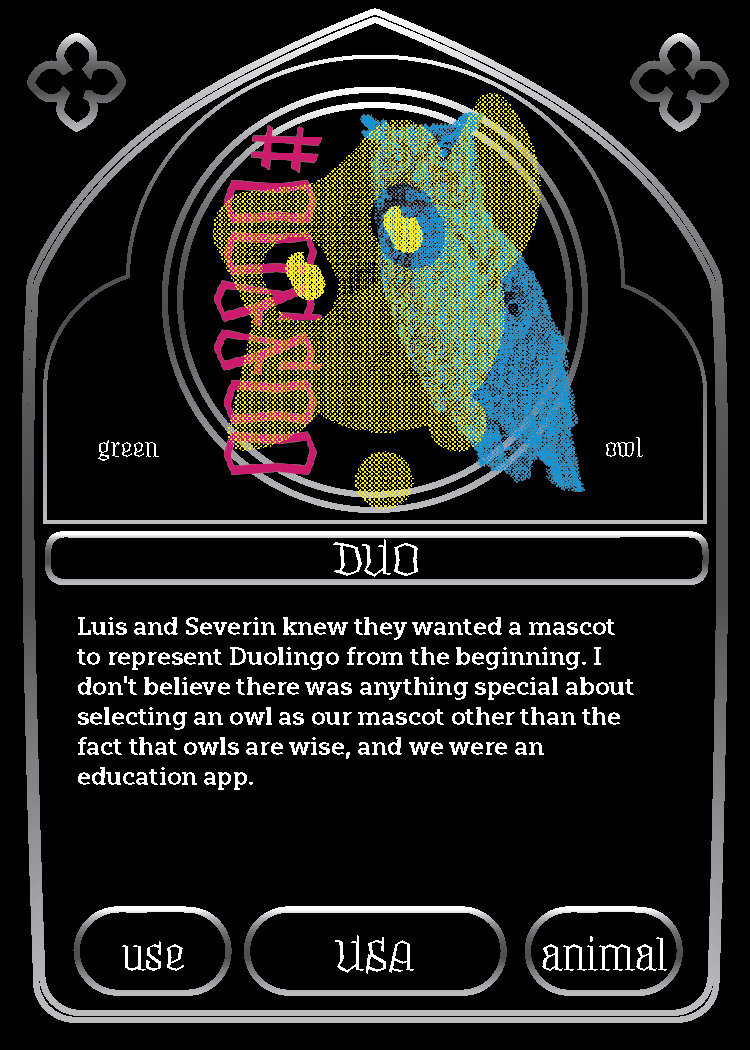 green
owl
DUO
Luis and Severin knew they wanted a mascot
to represent Duolingo from the beginning. I
don't believe there was anything special about
selecting an owl as our mascot other than the
fact that owls are wise, and we were an
education app.
use
USA
animal